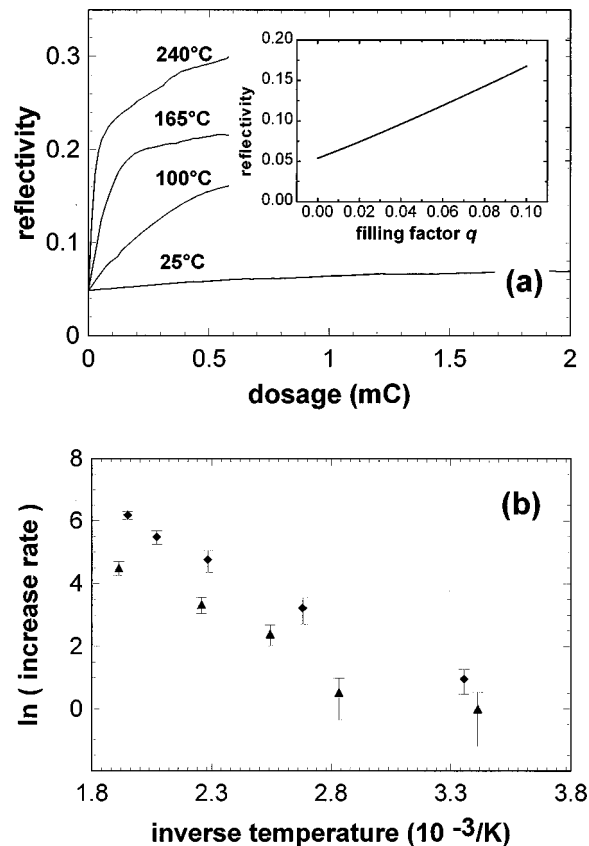 0.3
0.2
0.1
0
reflectivity
240°C
165°C
100°C
25°C
0.20
0.15
0.10
0.05
0.00
reflectivity
0.00 0.02 0.04 0.06 0.08 0.10
filling factor q
(a)
0 0.5 1 1.5 2
dosage (mC)
8
6
4
2
0
ln ( increase rate )
(b)
1.8 2.3 2.8 3.3 3.8
inverse temperature (10 -3/K)